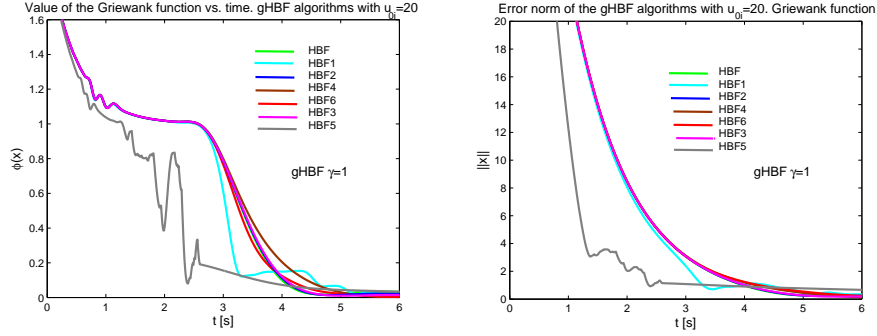 Value of the Griewank function vs. time. gHBF algorithms with u0i=20
1.6
1.4
1.2
1
0.8
0.6
0.4
0.2
0
0 1 2 3 4 5 6
t [s]
ϕ(x)
HBF
HBF1
HBF2
HBF4
HBF6
HBF3
HBF5
gHBF γ=1
Error norm of the gHBF algorithms with u0i=20. Griewank function
20
18
16
14
12
10
8
6
4
2
0
0 1 2 3 4 5 6
t [s]
||x||
HBF
HBF1
HBF2
HBF4
HBF6
HBF3
HBF5
gHBF γ=1